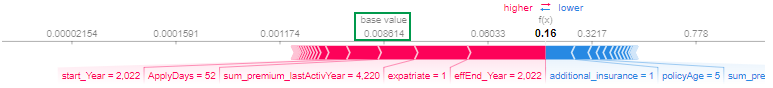 higher ⇄ lower
base value f(x)
0.00002154 0.0001591 0.001174 0.008614 0.06033 0.16 0.3217 0.778
start_Year = 2,022 ApplyDays = 52 sum_premium_lastActivYear = 4,220 expatriate = 1 effEnd_Year = 2,022 additional_insurance = 1 policyAge = 5 sum_pre